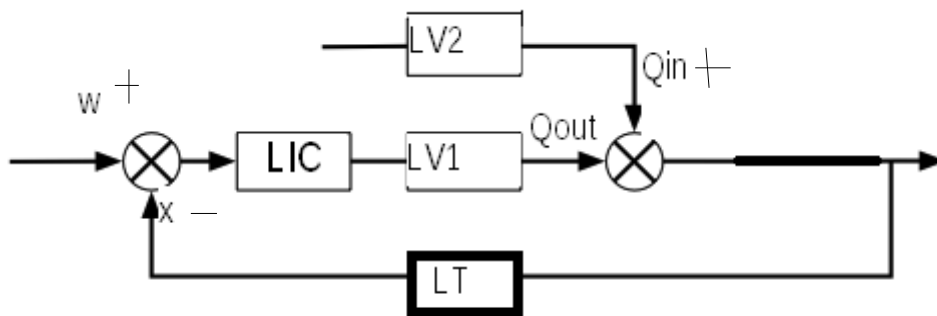 LV2
Qin +
w +
Qout
LIC
LV1
x −
LT